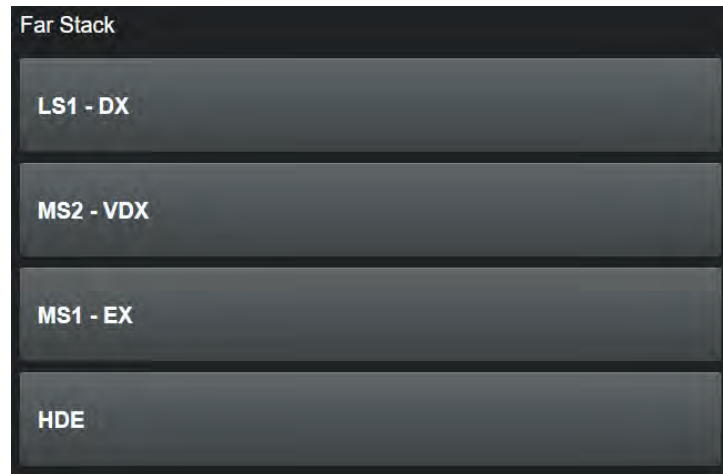 Far Stack
LS1 - DX
MS2 - VDX
MS1 - EX
HDE